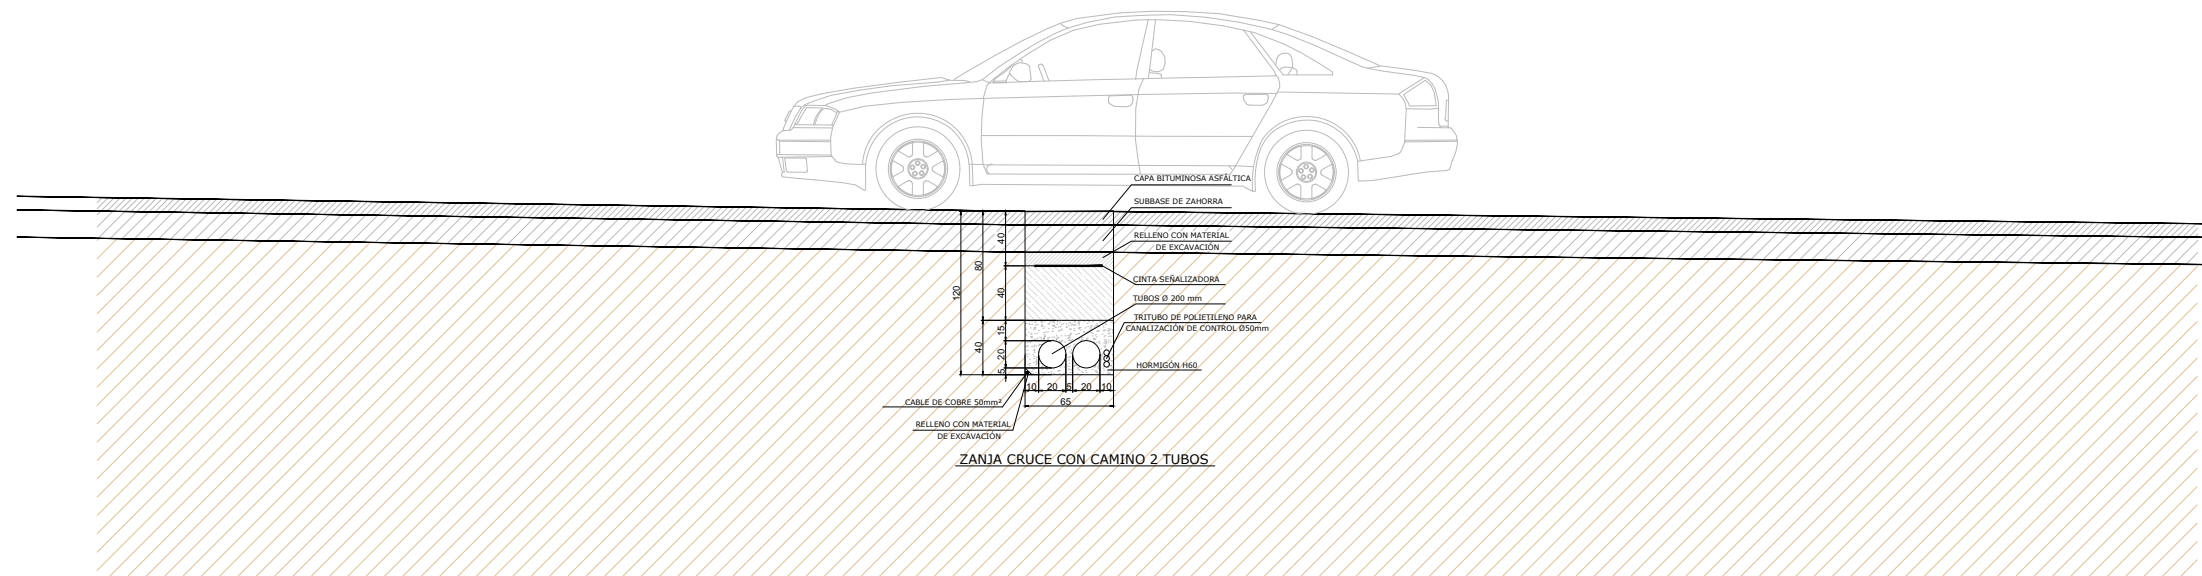 CAPA BITUMINOSA ASFÁLTICA
SUBBASE DE ZAHORRA
RELLENO CON MATERIAL
DE EXCAVACIÓN
CINTA SEÑALIZADORA
TUBOS Ø 200 mm
TRITUBO DE POLIETILENO PARA
CANALIZACIÓN DE CONTROL Ø50mm
HORMIGÓN H60
120
80
40
40
40
15
20
5
10 20 5 20 10
65
CABLE DE COBRE 50mm²
RELLENO CON MATERIAL
DE EXCAVACIÓN
ZANJA CRUCE CON CAMINO 2 TUBOS